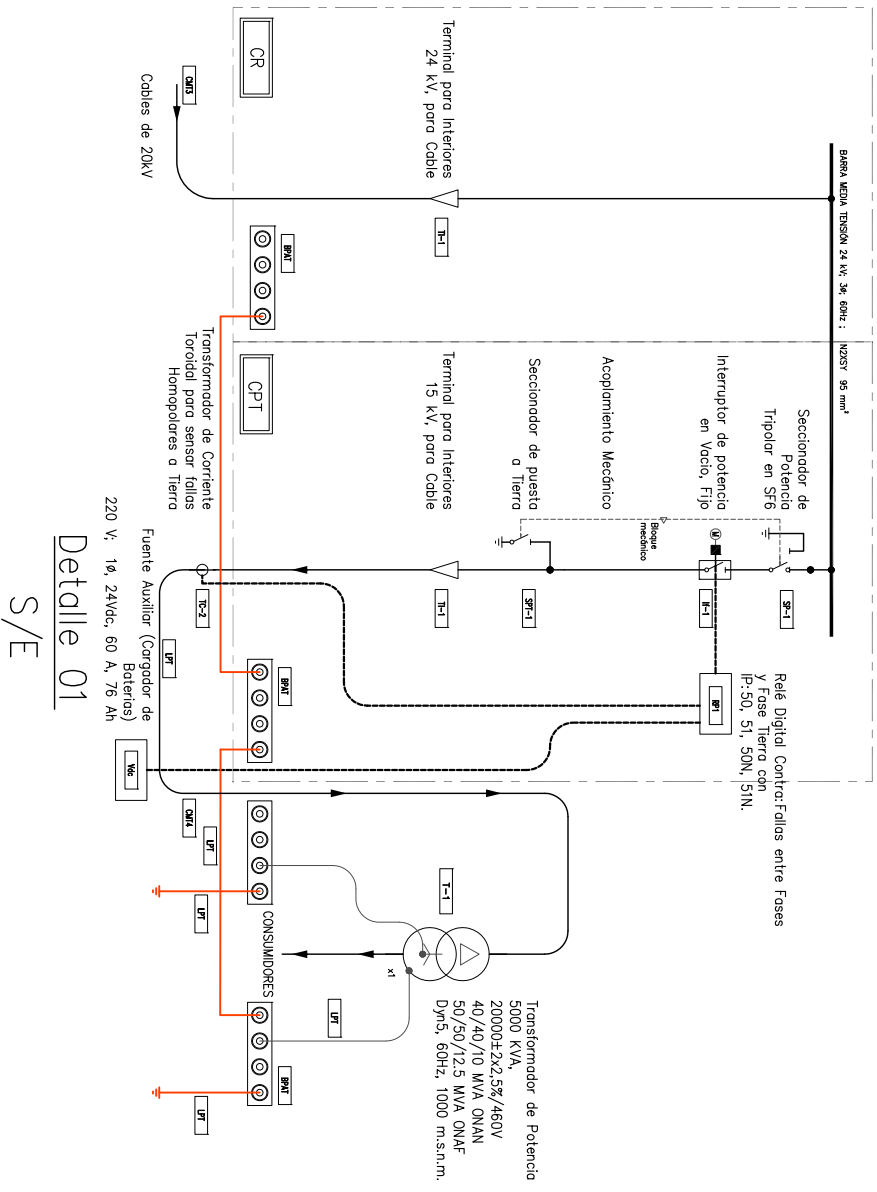 BARRA MEDIA TENSIÓN 24 kV; 3ø; 60Hz ; N2XSY 95 mm²
CR
Terminal para Interiores
24 kV, para Cable
TI-1
CMT3
Cables de 20kV
BPAT
CPT
Seccionador de
Potencia
Tripolar en SF6
SP-1
Interruptor de potencia
en Vacio, Fijo
M
If-1
Acoplamiento Mecánico
Bloque
mecánico
Seccionador de puesta
a Tierra
SPT-1
Terminal para Interiores
15 kV, para Cable
TI-1
Transformador de Corriente
Toroidal para sensar fallas
Homopolares a Tierra
TC-2
LPT
BPAT
Relé Digital Contra:Fallas entre Fases
y Fase Tierra con
IP:50, 51, 50N, 51N.
RP1
Fuente Auxiliar (Cargador de
Baterias)
220 V; 1ø, 24Vdc, 60 A, 76 Ah
Vdc
CMT4
LPT
LPT
T-1
x1
CONSUMIDORES
LPT
BPAT
LPT
Transformador de Potencia
5000 KVA,
20000±2x2,5%/460V
40/40/10 MVA ONAN
50/50/12.5 MVA ONAF
Dyn5, 60Hz, 1000 m.s.n.m.
Detalle 01
S/E